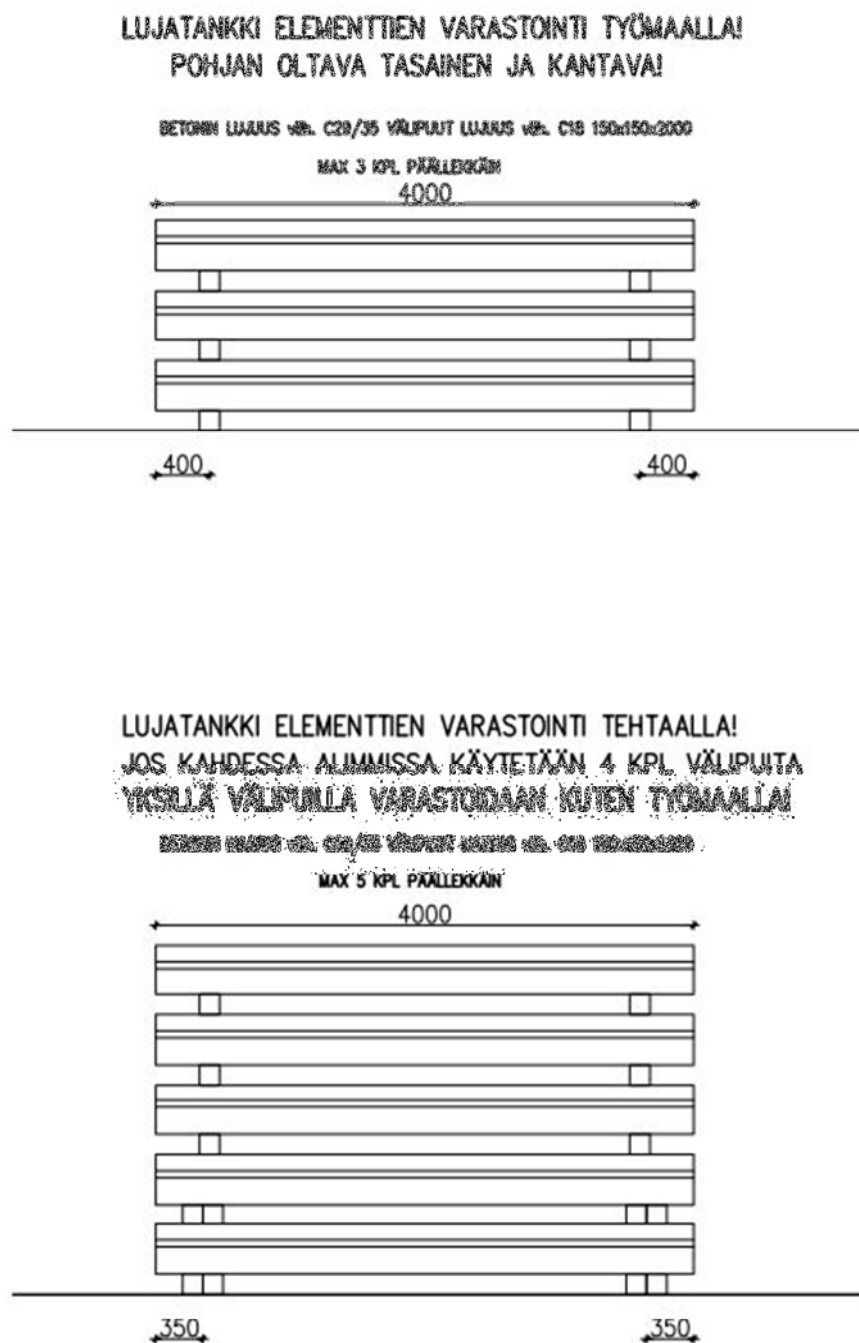 LUJATANKKI ELEMENTTIEN VARASTOINTI TYÖMAALLA!
POHJAN OLTAVA TASAINEN JA KANTAVA!
BETONIN LUJUUS väh. C28/35 VÄLIPUUT LUJUUS väh. C18 150x150x2000
MAX 3 KPL PÄÄLLEKKÄIN
4000
400 400
LUJATANKKI ELEMENTTIEN VARASTOINTI TEHTAALLA!
JOS KAHDESSA ALIMMISSA KÄYTETÄÄN 4 KPL VÄLIPUITA
YKSILLÄ VÄLIPUILLA VARASTOIDAAN KUTEN TYÖMAALLA!
MAX 5 KPL PÄÄLLEKKÄIN
4000
350 350